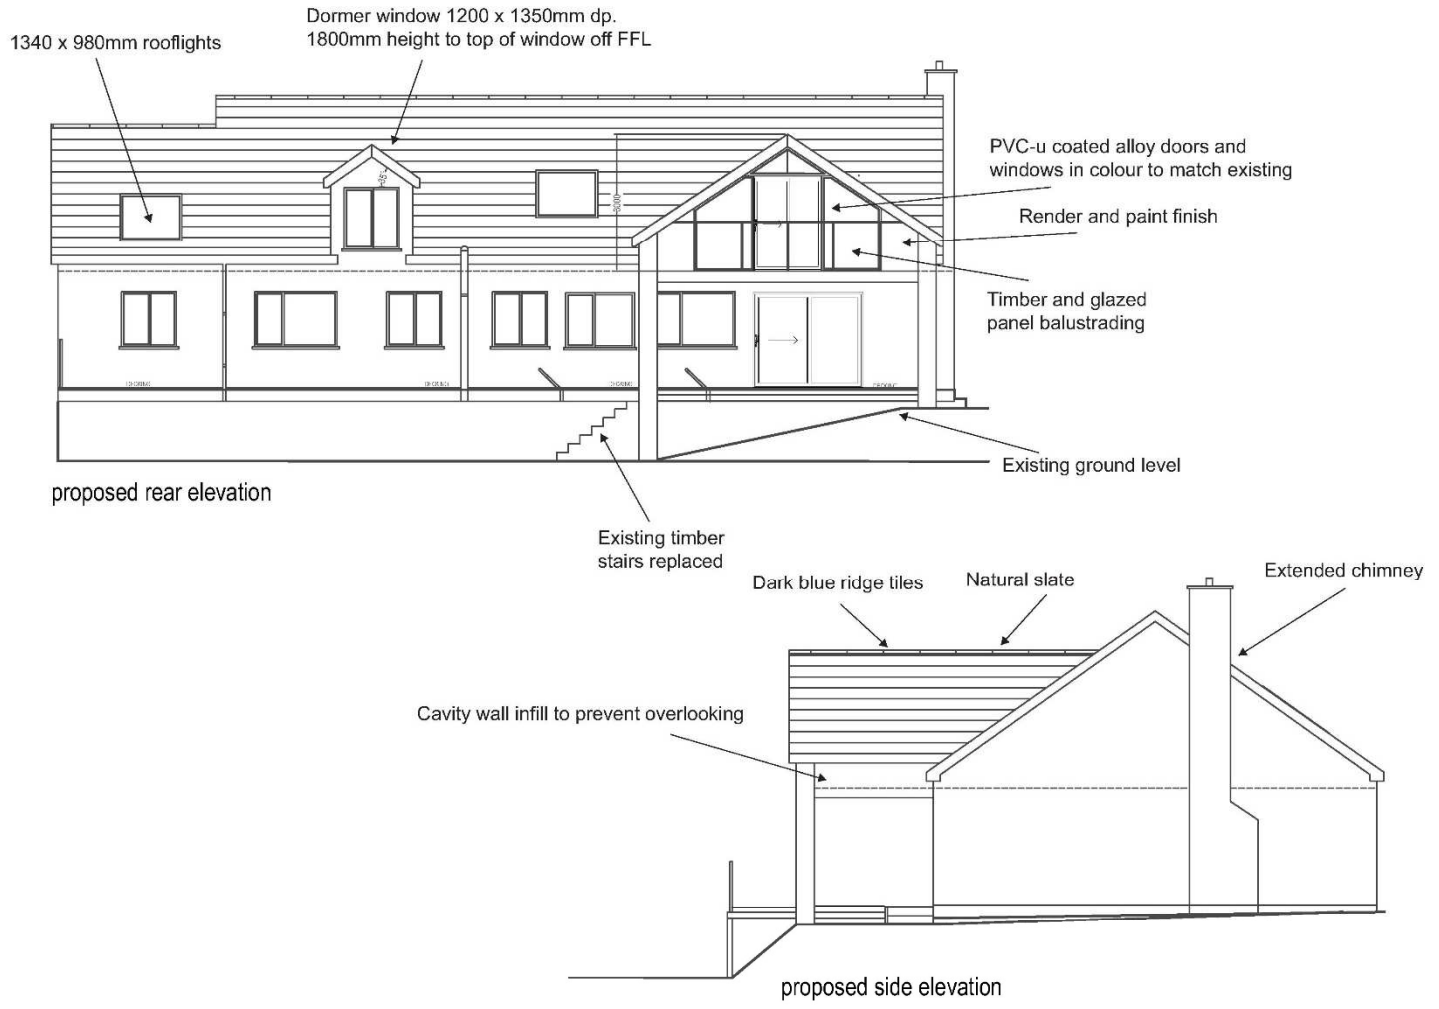 Dormer window 1200 x 1350mm dp.
1800mm height to top of window off FFL
1340 x 980mm rooflights
PVC-u coated alloy doors and
windows in colour to match existing
Render and paint finish
Timber and glazed
panel balustrading
Existing ground level
proposed rear elevation
Existing timber
stairs replaced
Dark blue ridge tiles
Natural slate
Extended chimney
Cavity wall infill to prevent overlooking
proposed side elevation